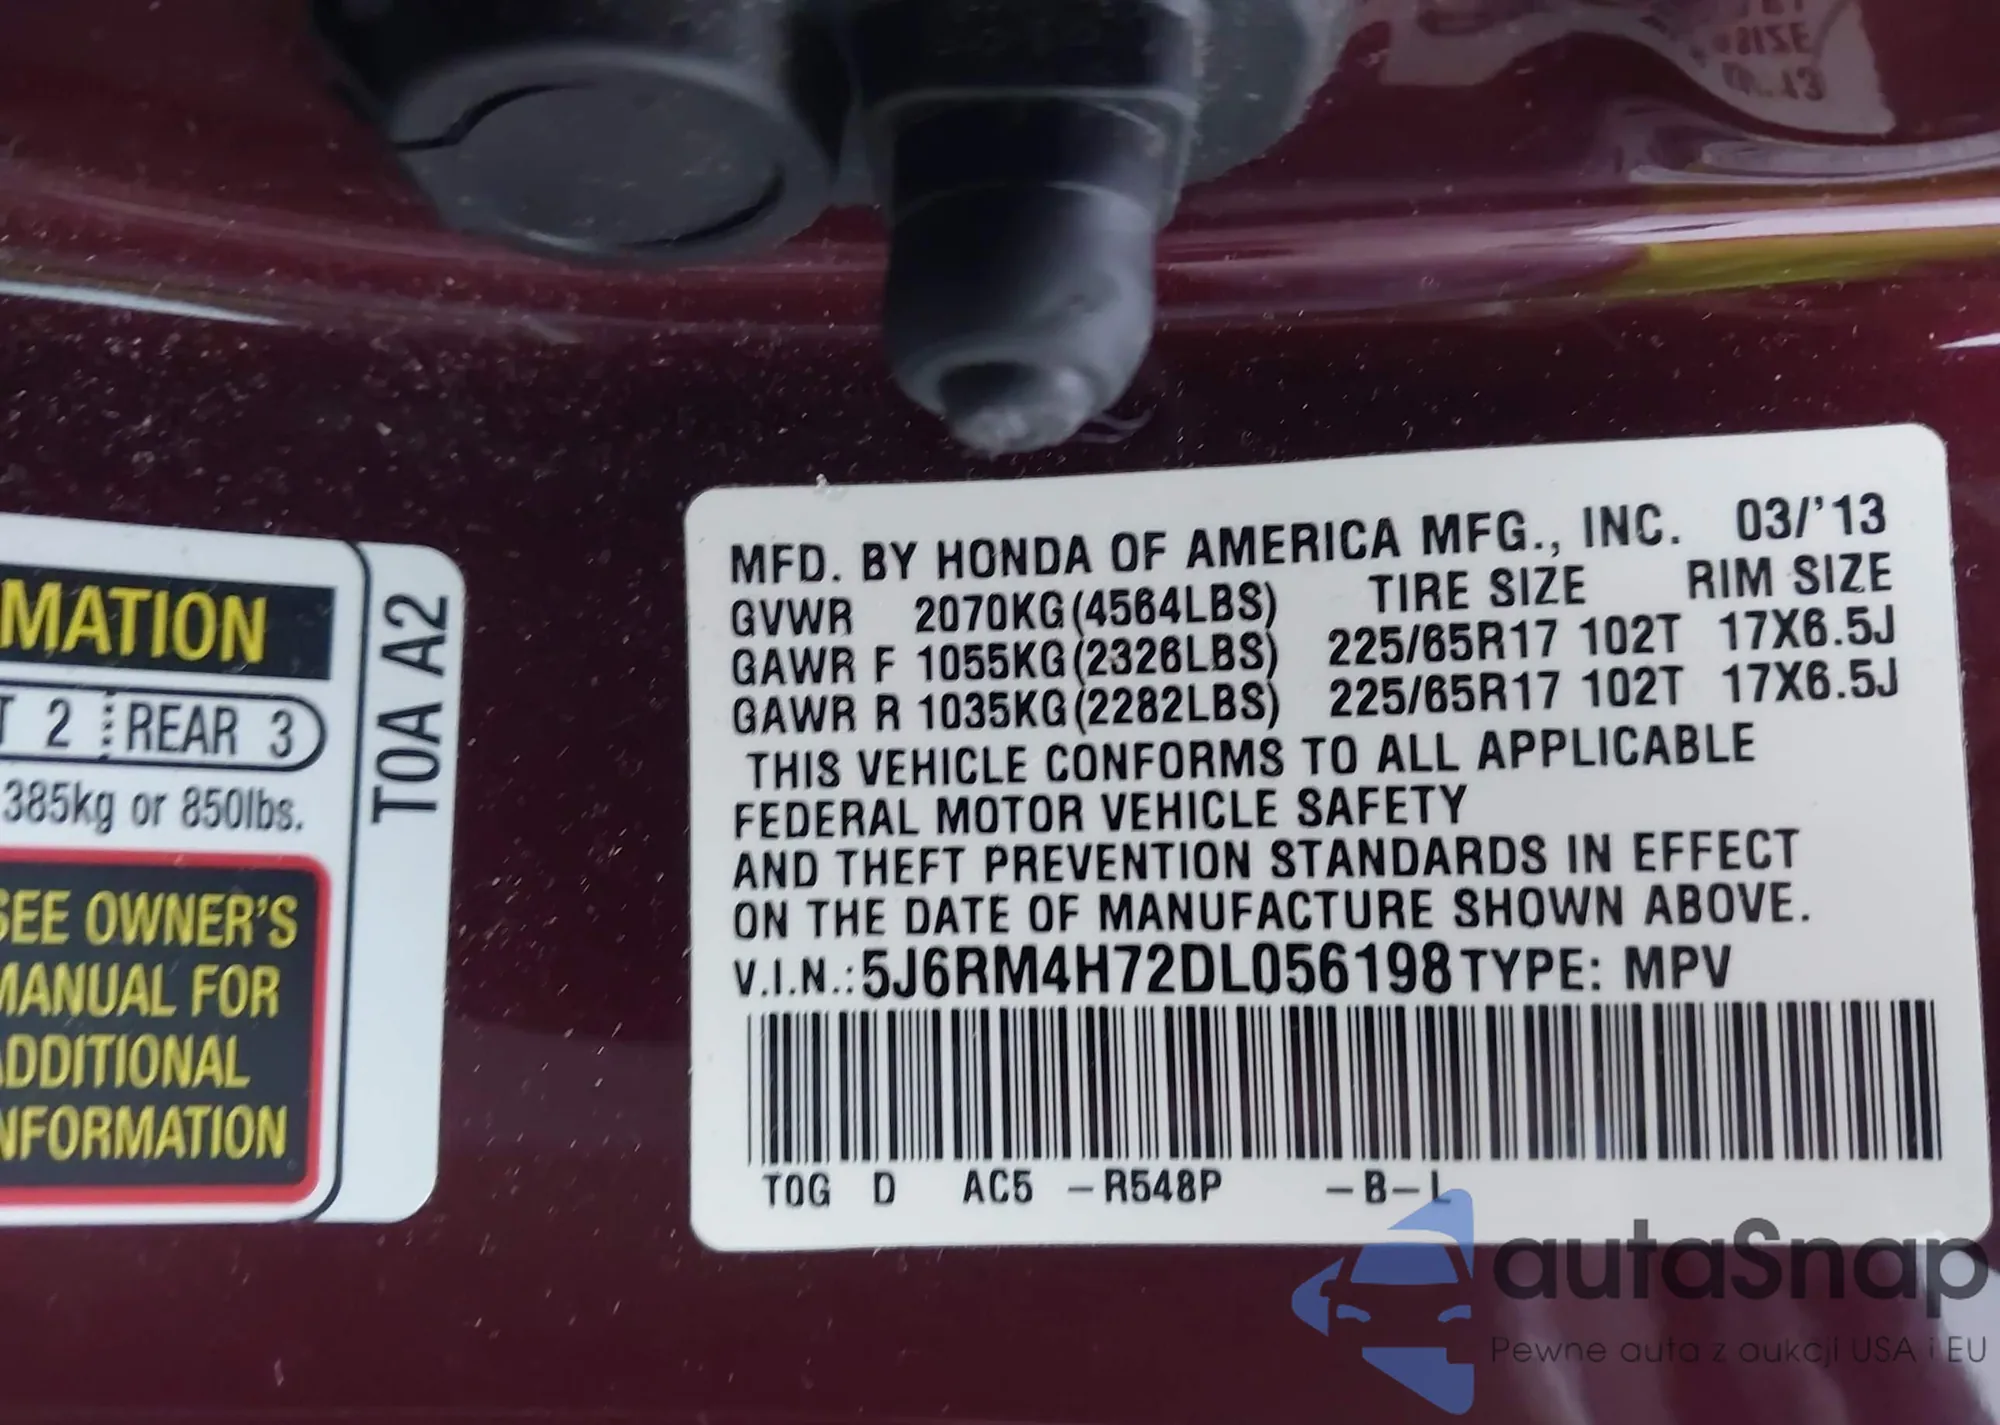 MATION
T 2 REAR 3
385kg or 850lbs.
SEE OWNER'S
MANUAL FOR
ADDITIONAL
INFORMATION
T0A A2
MFD. BY HONDA OF AMERICA MFG., INC. 03/'13
GVWR 2070KG(4564LBS) TIRE SIZE RIM SIZE
GAWR F 1055KG(2326LBS) 225/65R17 102T 17X6.5J
GAWR R 1035KG(2282LBS) 225/65R17 102T 17X6.5J
THIS VEHICLE CONFORMS TO ALL APPLICABLE
FEDERAL MOTOR VEHICLE SAFETY
AND THEFT PREVENTION STANDARDS IN EFFECT
ON THE DATE OF MANUFACTURE SHOWN ABOVE.
V.I.N.:5J6RM4H72DL056198 TYPE: MPV
T0G D AC5 -R548P -B-L
autaSnap
Pewne auta z aukcji USA i EU